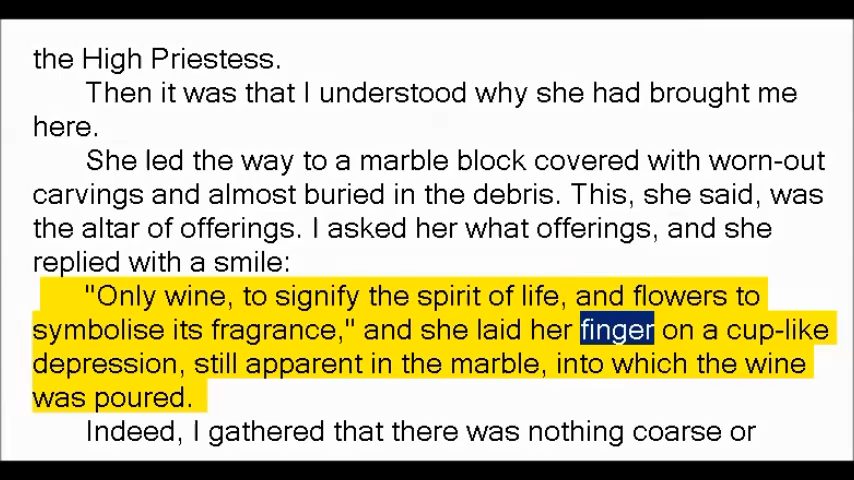 the High Priestess.
Then it was that I understood why she had brought me
here.
She led the way to a marble block covered with worn-out
carvings and almost buried in the debris. This, she said, was
the altar of offerings. I asked her what offerings, and she
replied with a smile:
"Only wine, to signify the spirit of life, and flowers to
symbolise its fragrance," and she laid her finger on a cup-like
depression, still apparent in the marble, into which the wine
was poured.
Indeed, I gathered that there was nothing coarse or